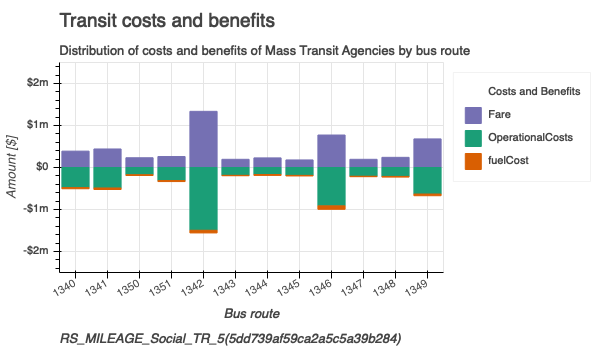 Transit costs and benefits
Distribution of costs and benefits of Mass Transit Agencies by bus route
$2m
$1m
$0
-$1m
-$2m
Amount [$]
1340 1341 1350 1351 1342 1343 1344 1345 1346 1347 1348 1349
Bus route
Costs and Benefits
Fare
OperationalCosts
fuelCost
RS_MILEAGE_Social_TR_5(5dd739af59ca2a5c5a39b284)